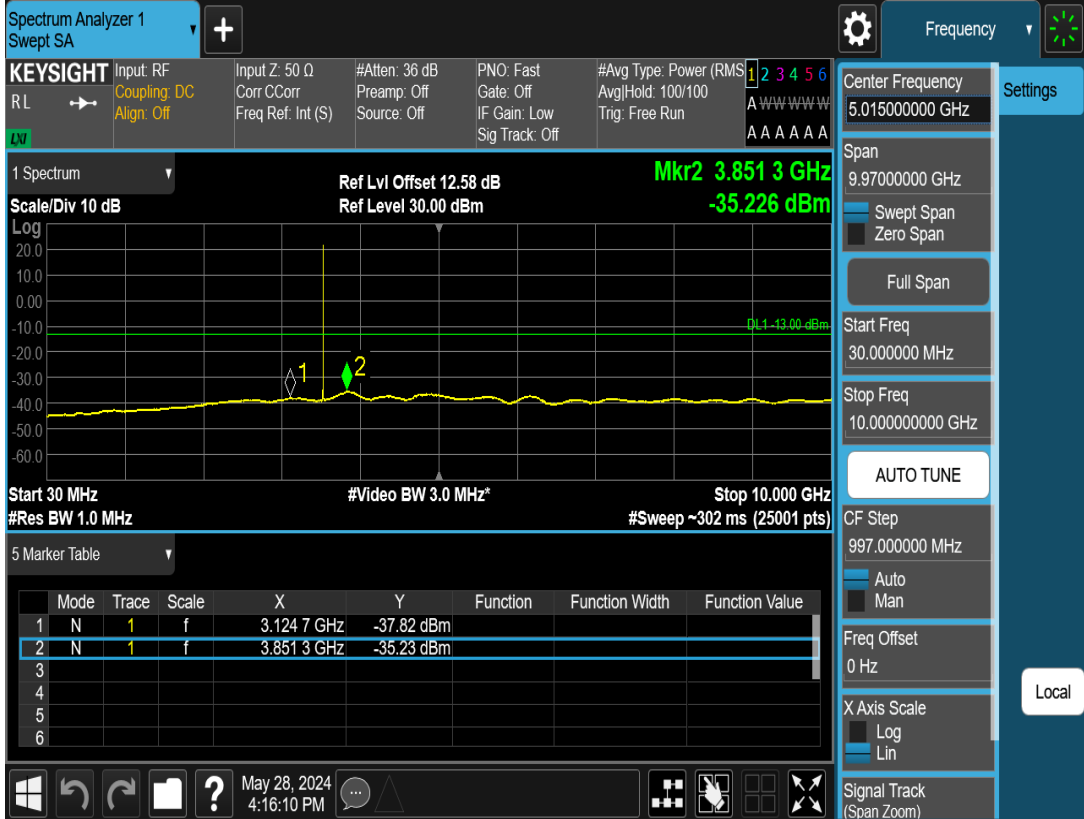 Spectrum Analyzer 1
Swept SA
+
Frequency
KEYSIGHT
R L
LXI
Input: RF
Coupling: DC
Align: Off
Input Z: 50 Ω
Corr CCorr
Freq Ref: Int (S)
#Atten: 36 dB
Preamp: Off
Source: Off
PNO: Fast
Gate: Off
IF Gain: Low
Sig Track: Off
#Avg Type: Power (RMS
Avg|Hold: 100/100
Trig: Free Run
1 2 3 4 5 6
A W W W W W
A A A A A A
1 Spectrum
Scale/Div 10 dB
Ref Lvl Offset 12.58 dB
Ref Level 30.00 dBm
Mkr2 3.851 3 GHz
-35.226 dBm
Log
20.0
10.0
0.00
-10.0
-20.0
-30.0
-40.0
-50.0
-60.0
DL1 -13.00 dBm
1
2
Start 30 MHz
#Video BW 3.0 MHz*
Stop 10.000 GHz
#Res BW 1.0 MHz
#Sweep ~302 ms (25001 pts)
5 Marker Table
Mode Trace Scale X Y Function Function Width Function Value
1 N 1 f 3.124 7 GHz -37.82 dBm
2 N 1 f 3.851 3 GHz -35.23 dBm
3
4
5
6
?
May 28, 2024
4:16:10 PM
Center Frequency
5.015000000 GHz
Settings
Span
9.97000000 GHz
Swept Span
Zero Span
Full Span
Start Freq
30.000000 MHz
Stop Freq
10.000000000 GHz
AUTO TUNE
CF Step
997.000000 MHz
Auto
Man
Freq Offset
0 Hz
Local
X Axis Scale
Log
Lin
Signal Track
(Span Zoom)